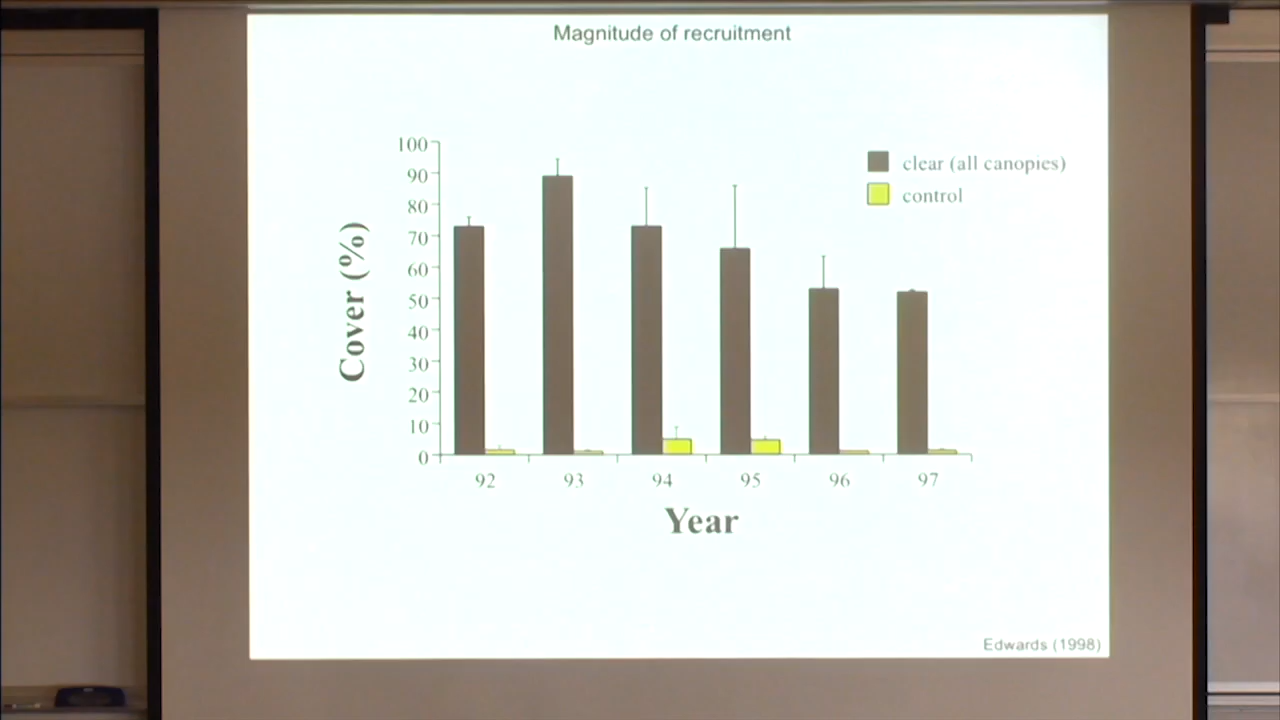 Magnitude of recruitment
100
90
80
70
60
50
40
30
20
10
0
Cover (%)
clear (all canopies)
control
92 93 94 95 96 97
Year
Edwards (1998)